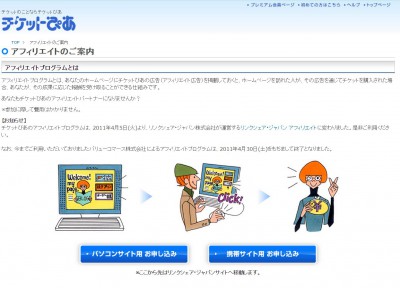 プレミアム会員ページ
初めての方はこちら
ヘルプ
トップページ
チケットのことならチケットぴあ
チケットぴあ
TOP > アフィリエイトのご案内
アフィリエイトのご案内
アフィリエイトプログラムとは
アフィリエイトプログラムとは、あなたのホームページにチケットぴあの広告(アフィリエイト広告)を掲載しておくと、ホームページを訪れた人が、その広告を通じてチケットを購入された場
合、あなたが、その成果に応じた報酬を受け取ることができる仕組みです。
あなたもチケットぴあのアフィリエイトパートナーになりませんか！
※参加に際して費用はかかりません。
【お知らせ】
チケットぴあのアフィリエイトプログラムは、2011年4月5日(火)より、リンクシェア・ジャパン株式会社が運営するリンクシェア・ジャパン アフィリエイトに変わりました。是非ご利用くださ
い。
なお、今までご利用いただいておりましたバリューコマース株式会社によるアフィリエイトプログラムは、2011年4月30日(土)をもちまして終了となりました。
Welcome!
my
Welcome!
CLICK!
パソコンサイト用 お申し込み
携帯サイト用 お申し込み
※ここから先はリンクシェア・ジャパンサイトへ移動します。